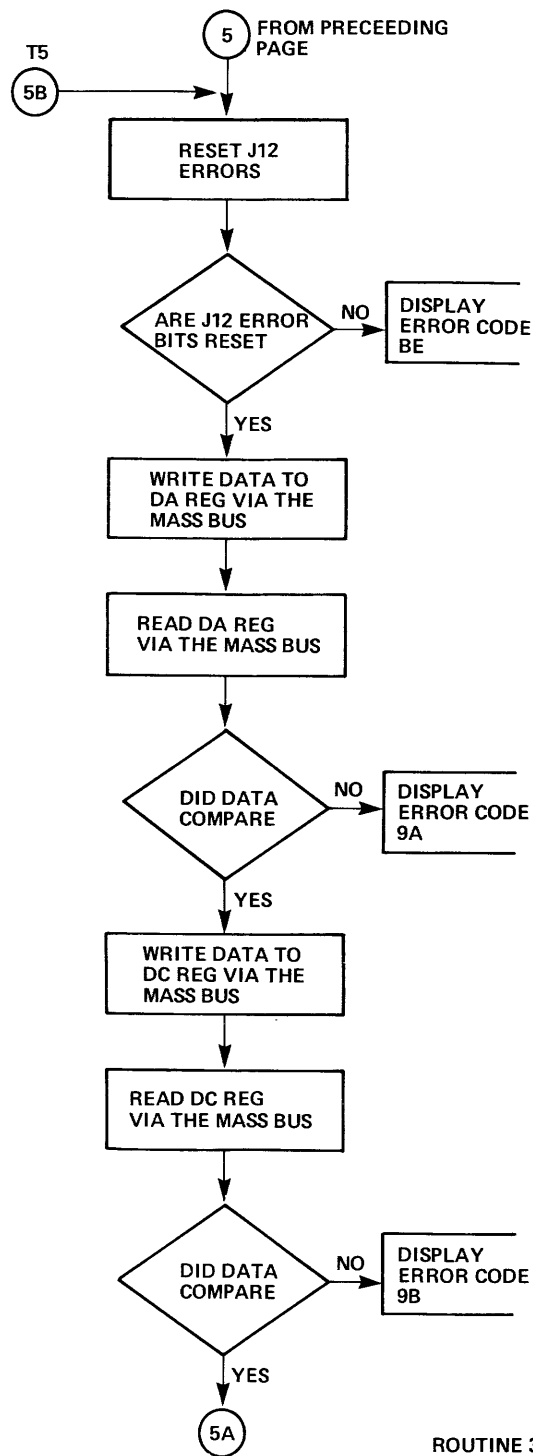 5
FROM PRECEEDING
PAGE
T5
5B
RESET J12
ERRORS
ARE J12 ERROR
BITS RESET
NO
DISPLAY
ERROR CODE
BE
YES
WRITE DATA TO
DA REG VIA THE
MASS BUS
READ DA REG
VIA THE MASS BUS
DID DATA
COMPARE
NO
DISPLAY
ERROR CODE
9A
YES
WRITE DATA TO
DC REG VIA THE
MASS BUS
READ DC REG
VIA THE MASS BUS
DID DATA
COMPARE
NO
DISPLAY
ERROR CODE
9B
YES
5A
ROUTINE 3